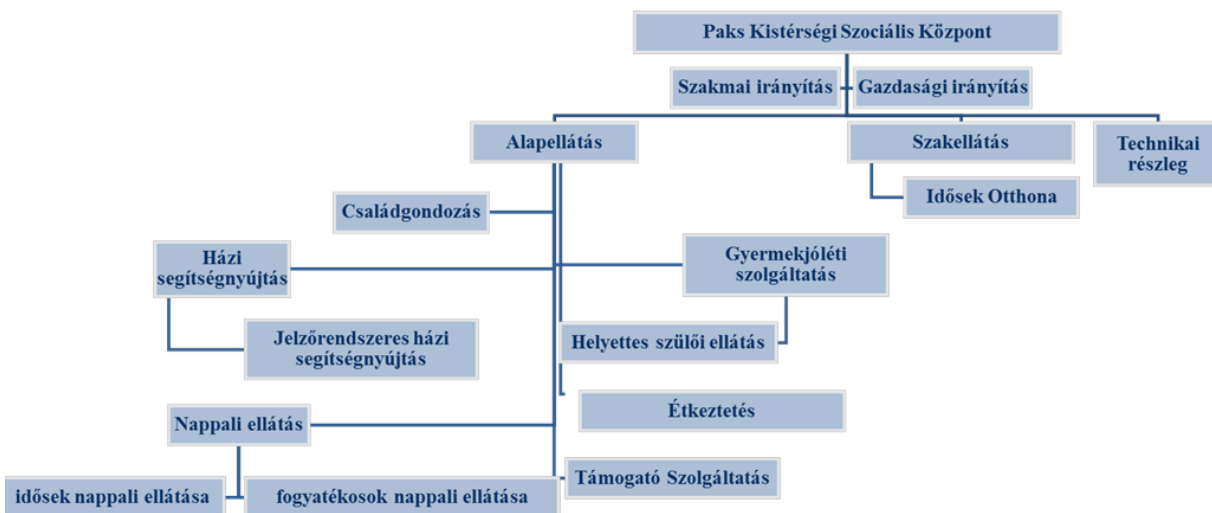 Paks Kistérségi Szociális Központ
Szakmai irányítás
Gazdasági irányítás
Alapellátás
Szakellátás
Technikai
részleg
Idősek Otthona
Családgondozás
Házi
segítségnyújtás
Gyermekjóléti
szolgáltatás
Jelzőrendszeres házi
segítségnyújtás
Helyettes szülői ellátás
Étkeztetés
Nappali ellátás
Támogató Szolgáltatás
idősek nappali ellátása
fogyatékosok nappali ellátása